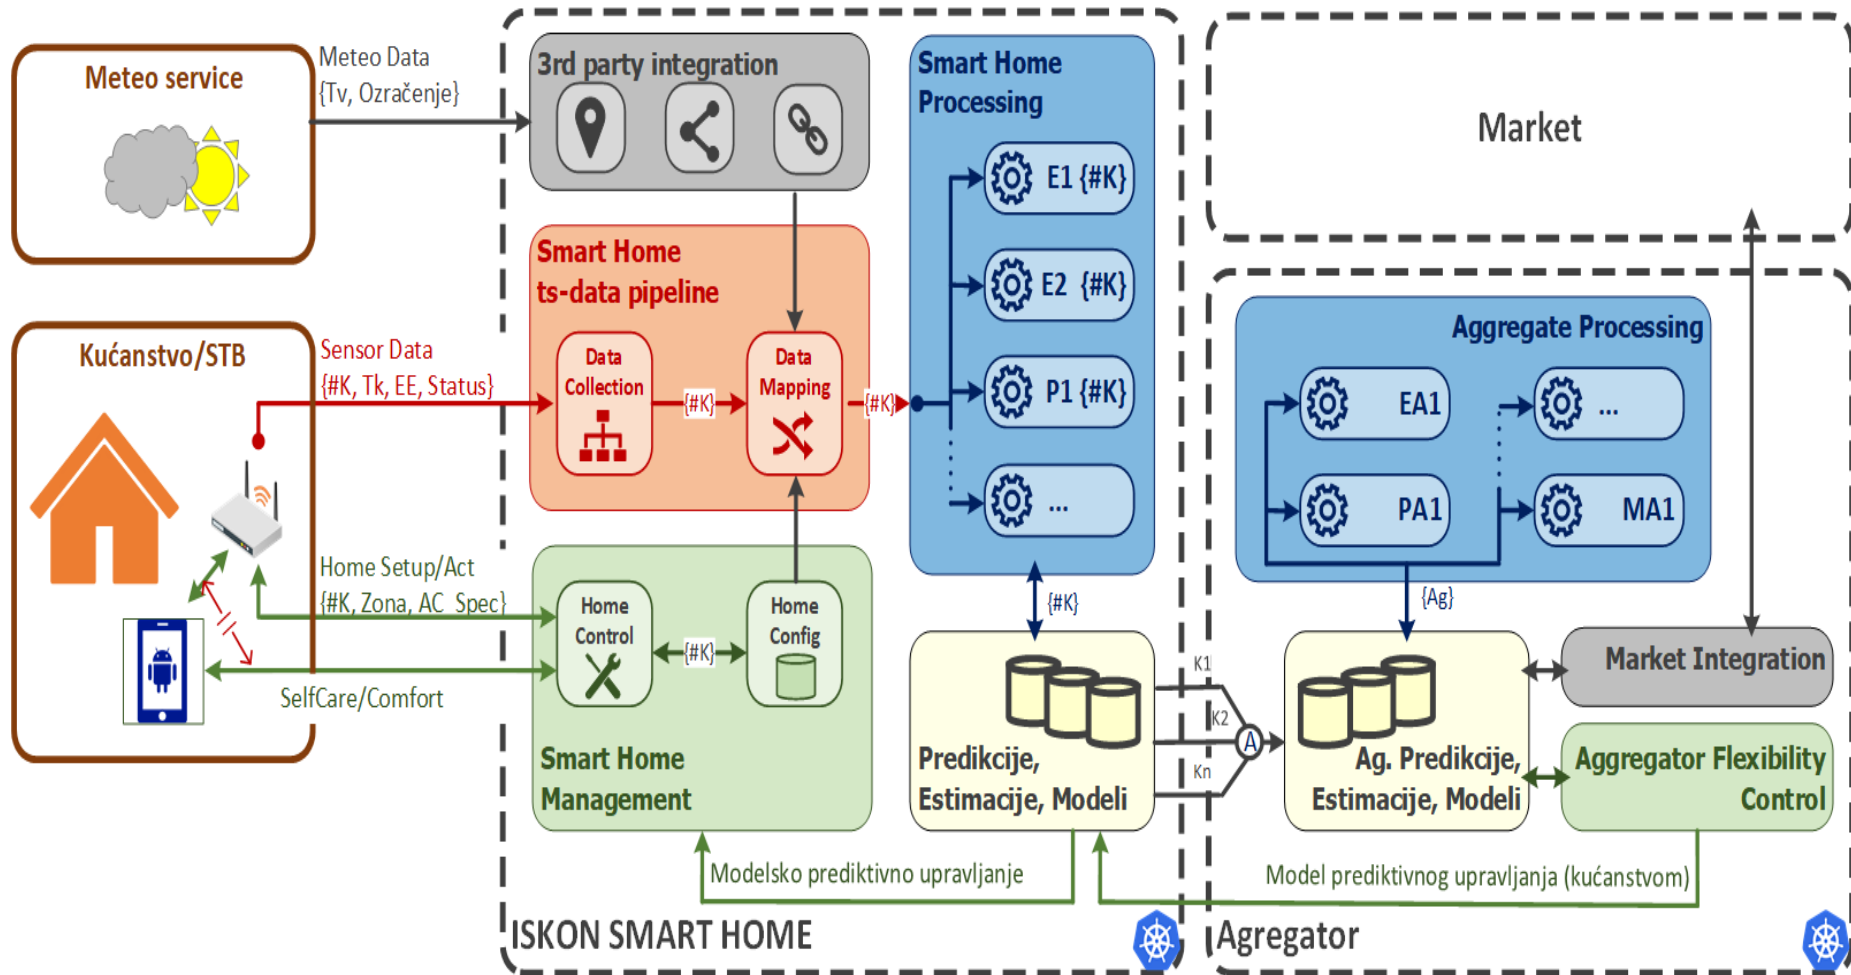 Meteo service
Meteo Data
{Tv, Ozračenje}
Kućanstvo/STB
Sensor Data
{#K, Tk, EE, Status}
Home Setup/Act
{#K, Zona, AC_Spec}
SelfCare/Comfort
3rd party integration
Smart Home
ts-data pipeline
Data
Collection
{#K}
Data
Mapping
{#K}
Home
Control
{#K}
Home
Config
Smart Home
Management
Smart Home
Processing
E1 {#K}
E2 {#K}
P1 {#K}
...
{#K}
Predikcije,
Estimacije, Modeli
Modelsko prediktivno upravljanje
ISKON SMART HOME
K1
K2
Kn
A
Market
Aggregate Processing
EA1
...
PA1
MA1
{Ag}
Ag. Predikcije,
Estimacije, Modeli
Market Integration
Aggregator Flexibility
Control
Model prediktivnog upravljanja (kućanstvom)
Agregator